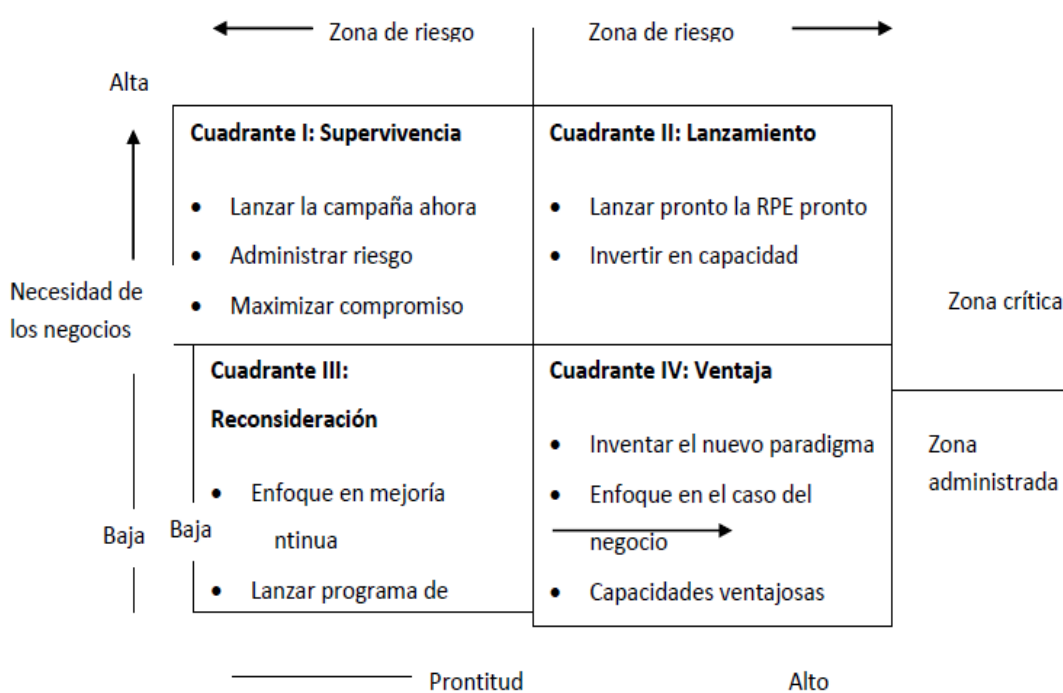 Zona de riesgo
Zona de riesgo
Alta
Cuadrante I: Supervivencia
Lanzar la campaña ahora
Administrar riesgo
Maximizar compromiso
Cuadrante II: Lanzamiento
Lanzar pronto la RPE pronto
Invertir en capacidad
Necesidad de
los negocios
Zona crítica
Cuadrante III:
Reconsideración
Enfoque en mejoría
ntinua
Lanzar programa de
Cuadrante IV: Ventaja
Inventar el nuevo paradigma
Enfoque en el caso del
negocio
Capacidades ventajosas
Zona
administrada
Baja
Baja
Prontitud
Alto